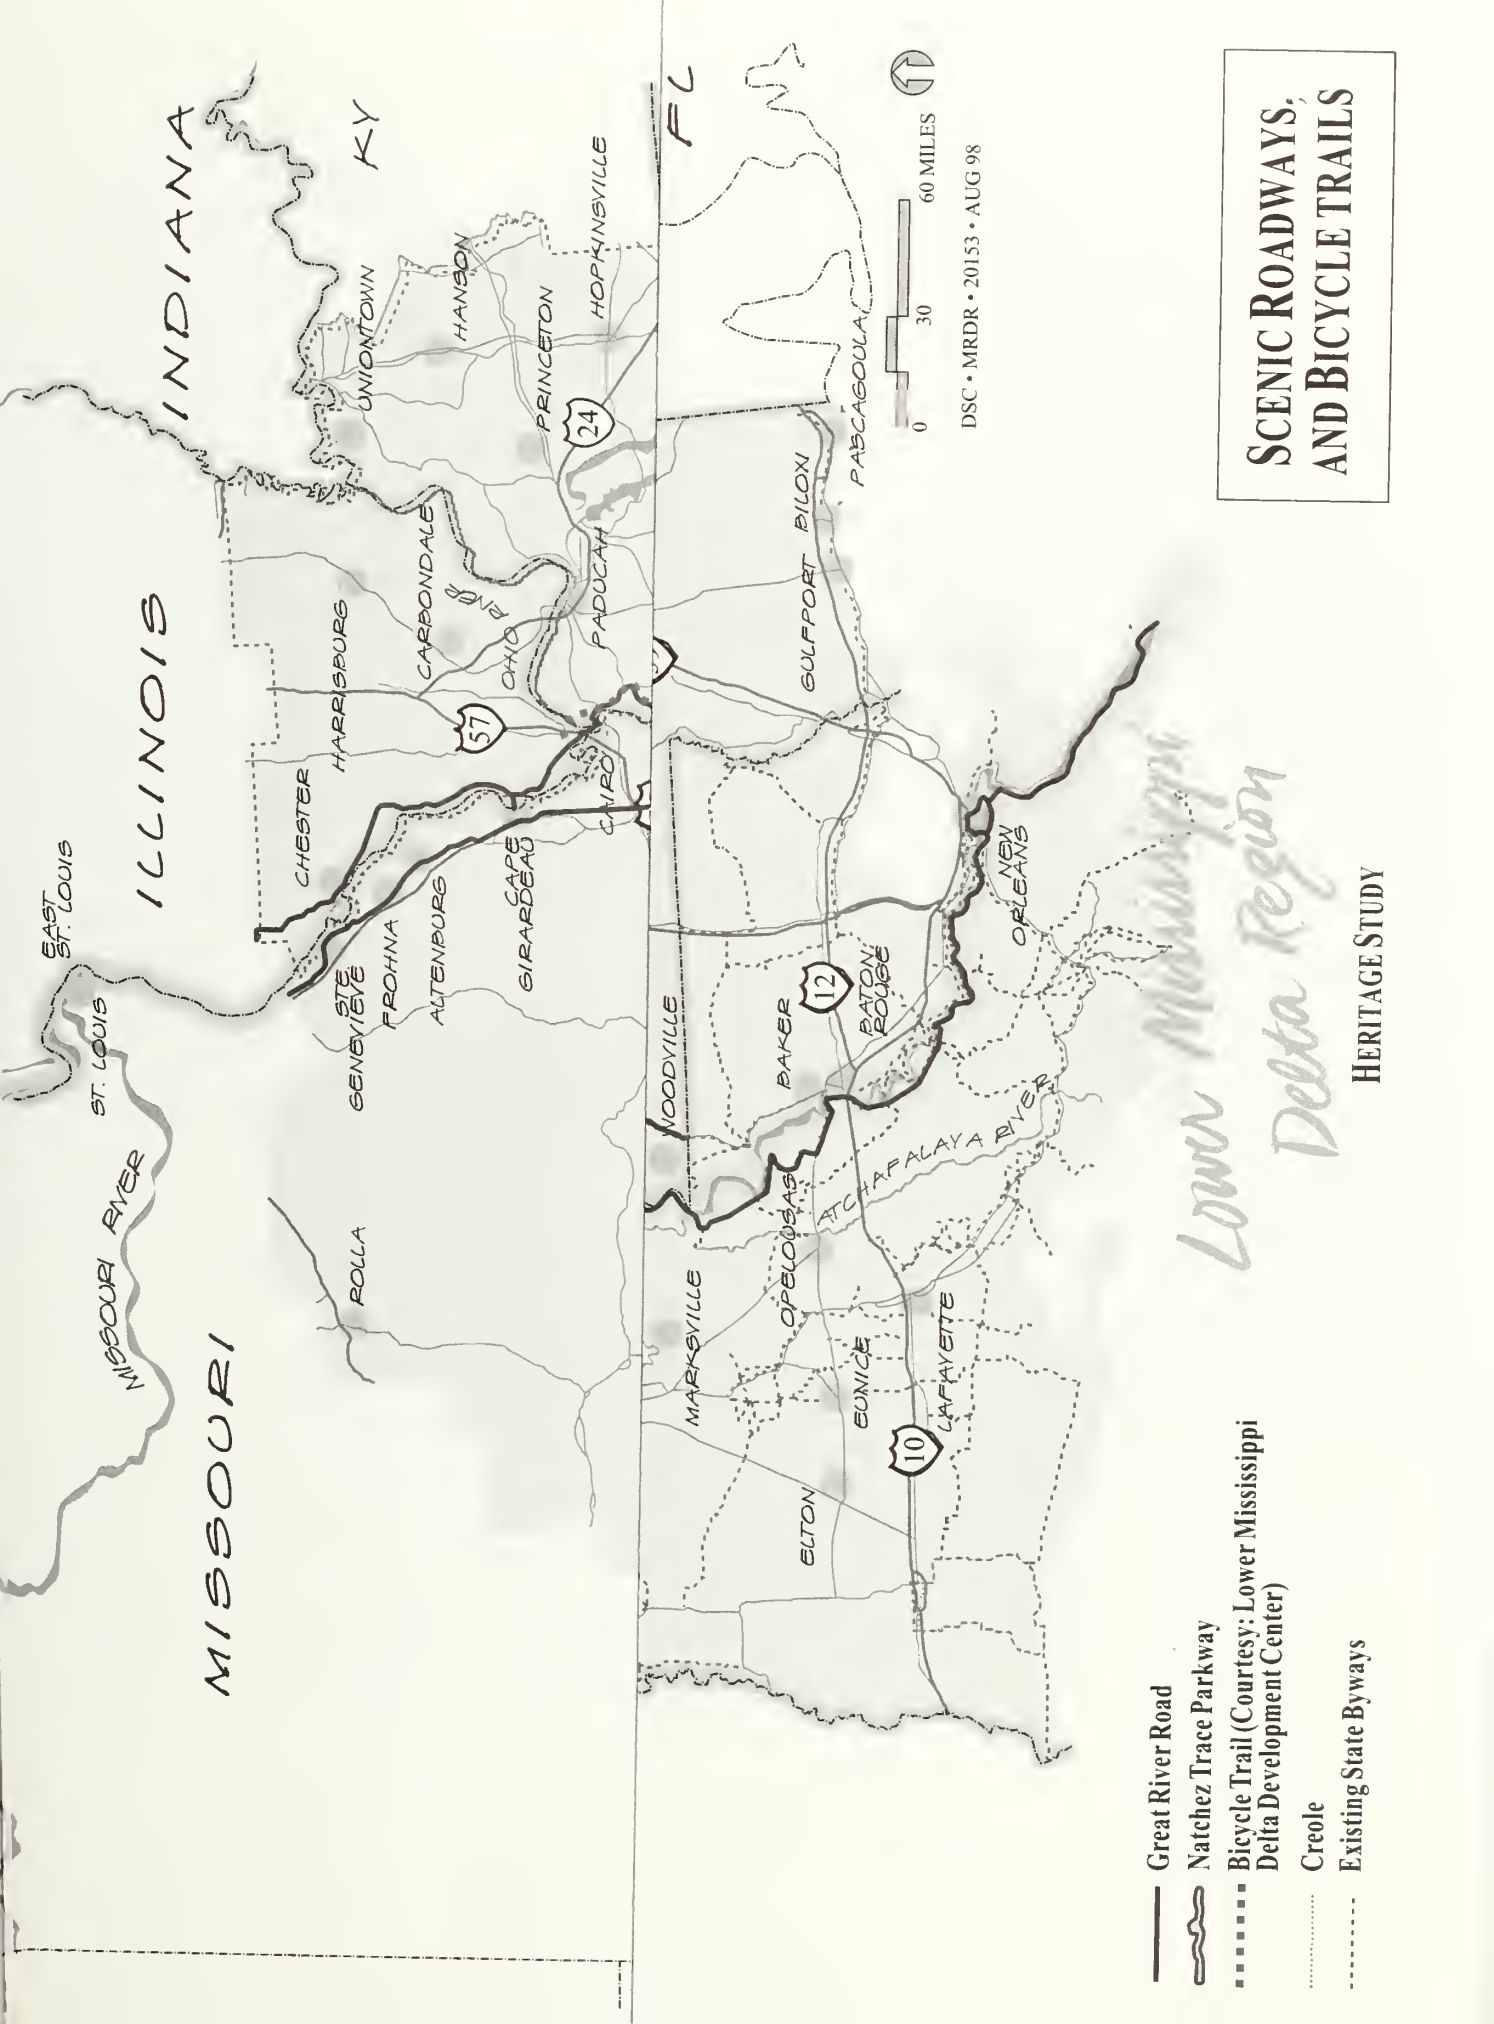 EAST
ST. LOUIS
ST. LOUIS
MISSOURI RIVER
ILLINOIS
INDIANA
KY
MISSOURI
ROLLA
STE
GENEVIEVE
FROHNA
ALTENBURG
CAPE
GIRARDEAU
CHESTER
HARRISBURG
CARBONDALE
OHIO
RIVER
57
CAIRO
PADUCAH
24
UNIONTOWN
HANSON
PRINCETON
HOPKINSVILLE
FL
WOODVILLE
MARKSVILLE
BAKER
12
BATON
ROUGE
OPELOUSAS
ATCHAFALAYA RIVER
EUNICE
LAFAYETTE
ELTON
10
NEW
ORLEANS
GULFPORT
BILOXI
PASCAGOULA
0
30
60 MILES
DSC • MRDR • 20153 • AUG 98
Great River Road
Natchez Trace Parkway
Bicycle Trail (Courtesy: Lower Mississippi
Delta Development Center)
Creole
Existing State Byways
Lower Mississippi
Delta Region
HERITAGE STUDY
SCENIC ROADWAYS,
AND BICYCLE TRAILS